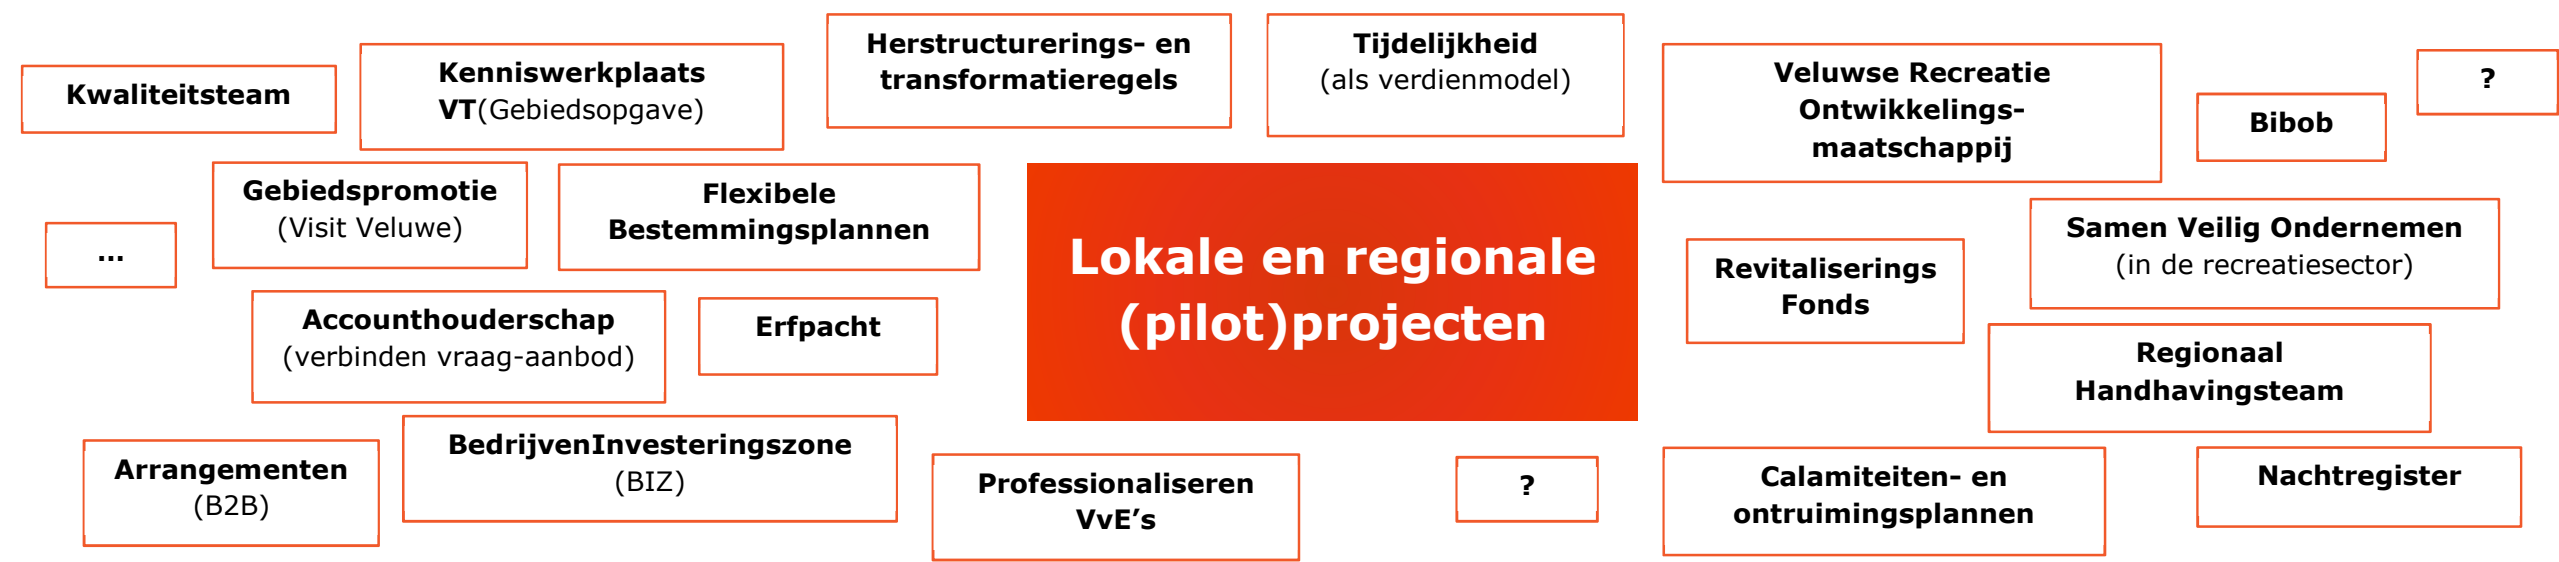 Kwaliteitsteam
Kenniswerkplaats
VT(Gebiedsopgave)
Herstructurerings- en
transformatieregels
Tijdelijkheid
(als verdienmodel)
Veluwse Recreatie
Ontwikkelings-
maatschappij
Bibob
?
...
Gebiedspromotie
(Visit Veluwe)
Flexibele
Bestemmingsplannen
Lokale en regionale
(pilot)projecten
Revitaliserings
Fonds
Samen Veilig Ondernemen
(in de recreatiesector)
Accounthouderschap
(verbinden vraag-aanbod)
Erfpacht
Regionaal
Handhavingsteam
Arrangementen
(B2B)
BedrijvenInvesteringszone
(BIZ)
Professionaliseren
VvE’s
?
Calamiteiten- en
ontruimingsplannen
Nachtregister